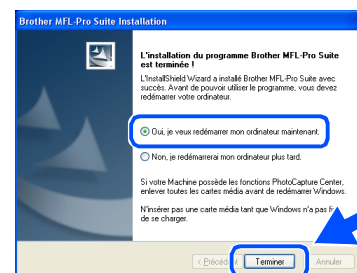 Brother MFL-Pro Suite Installation
L'installation du programme Brother MFL-Pro Suite
est terminée !
L'InstallShield Wizard a installé Brother MFL-Pro Suite avec
succès. Avant de pouvoir utiliser le programme, vous devez
redémarrer votre ordinateur.
Oui, je veux redémarrer mon ordinateur maintenant.
Non, je redémarrerai mon ordinateur plus tard.
Si votre Machine possède les fonctions PhotoCapture Center,
enlever toutes les cartes média avant de redémarrer Windows.
N'insérer pas une carte média tant que Windows n'a pas
de se charger.
< Précédent
Terminer
Annuler